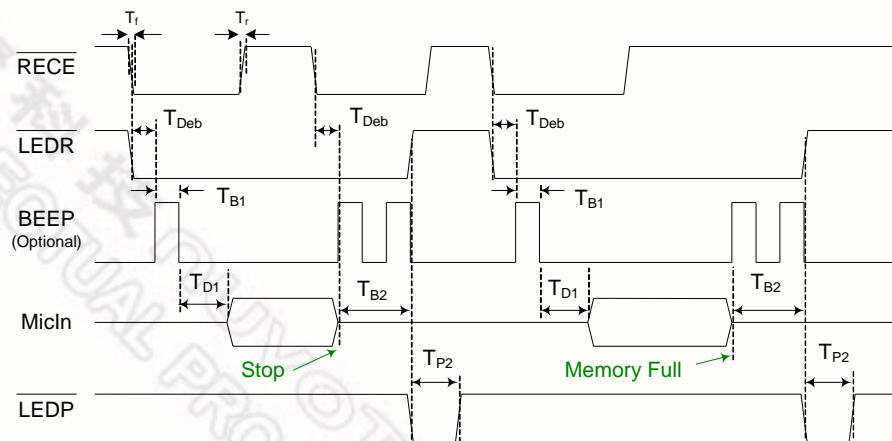 Tf
Tr
RECE
TDeb
TDeb
TDeb
LEDR
TB1
TB1
BEEP
(Optional)
TD1
TB2
TD1
TB2
MicIn
Stop
TP2
Memory Full
TP2
LEDP